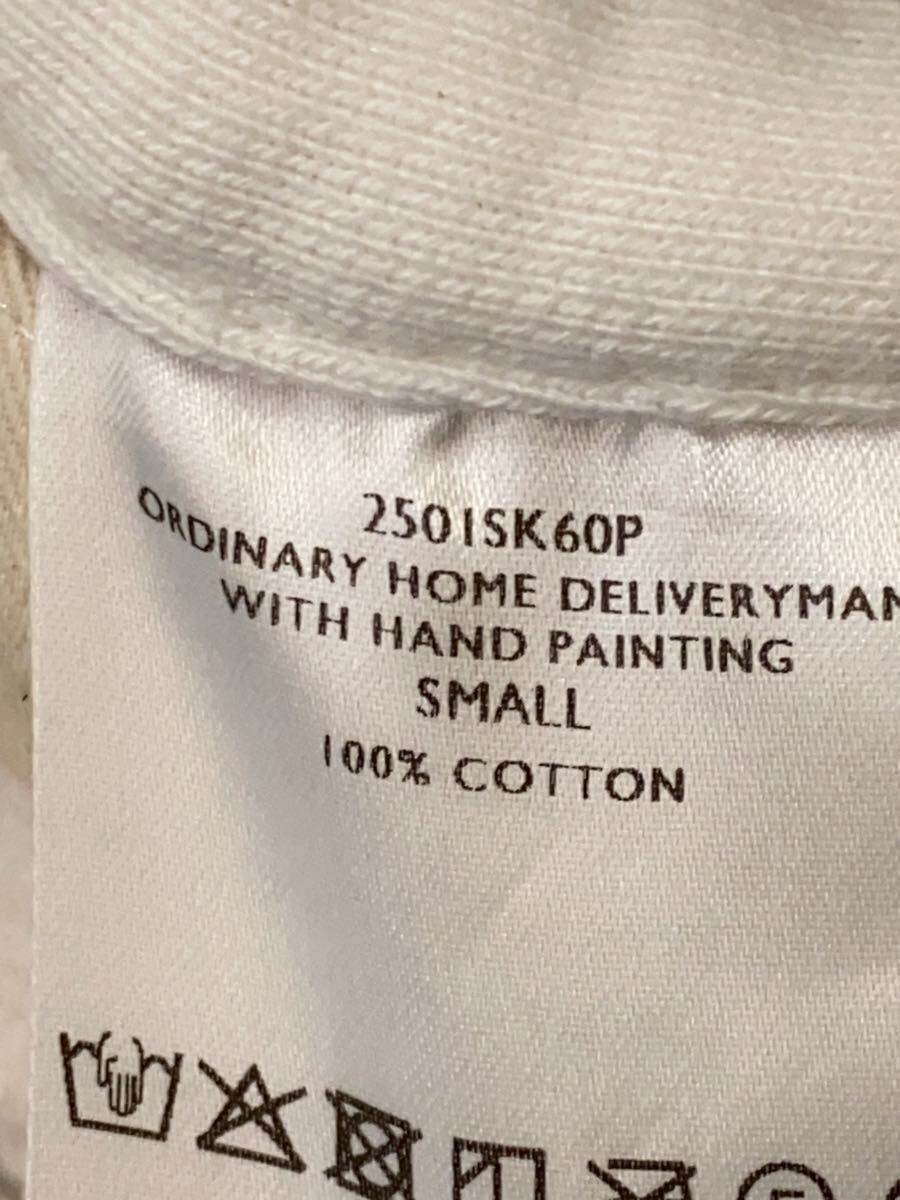 2501SK60P
ORDINARY HOME DELIVERYMAN
WITH HAND PAINTING
SMALL
100% COTTON